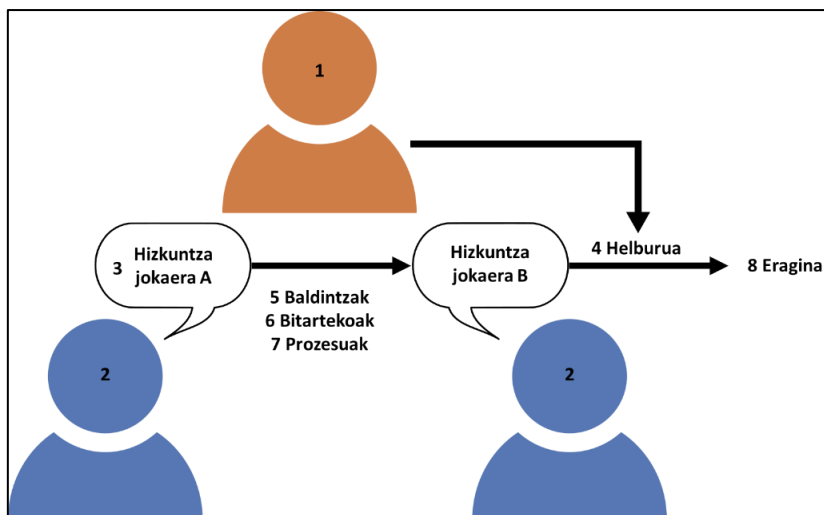 1
3 Hizkuntza
jokaera A
Hizkuntza
jokaera B
4 Helburua
8 Eragina
5 Baldintzak
6 Bitartekoak
7 Prozesuak
2
2